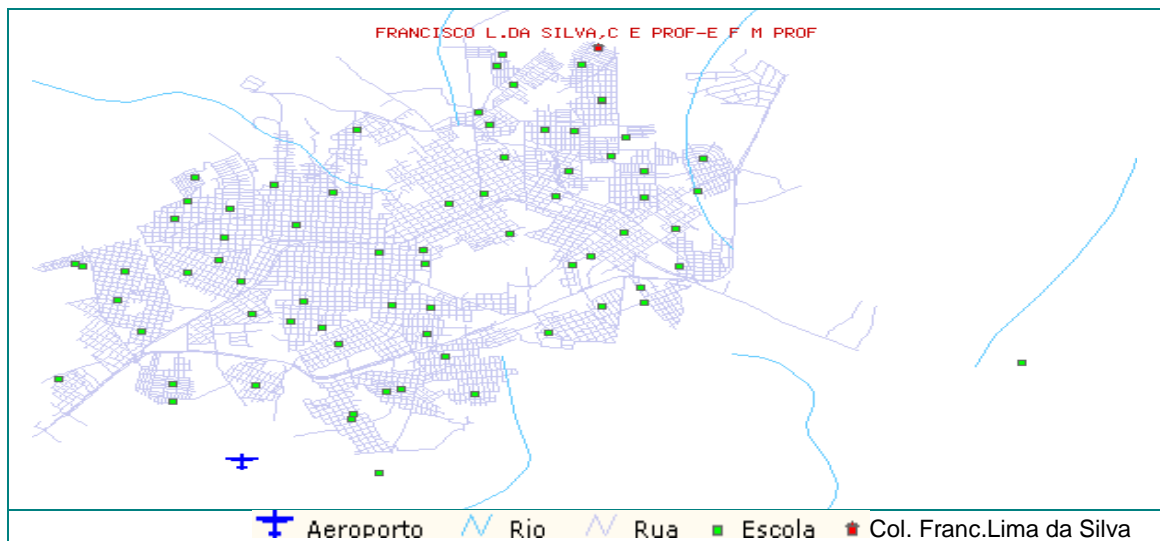 FRANCISCO L.DA SILVA,C E PROF-E F M PROF
Aeroporto Rio Rua Escola Col. Franc.Lima da Silva